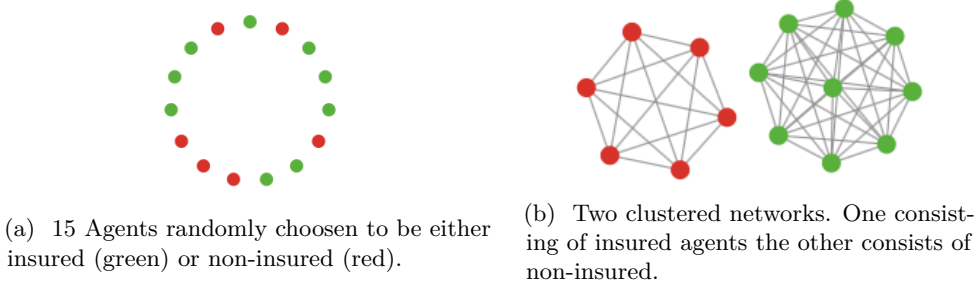 (a) 15 Agents randomly choosen to be either
insured (green) or non-insured (red).
(b) Two clustered networks. One consist-
ing of insured agents the other consists of
non-insured.